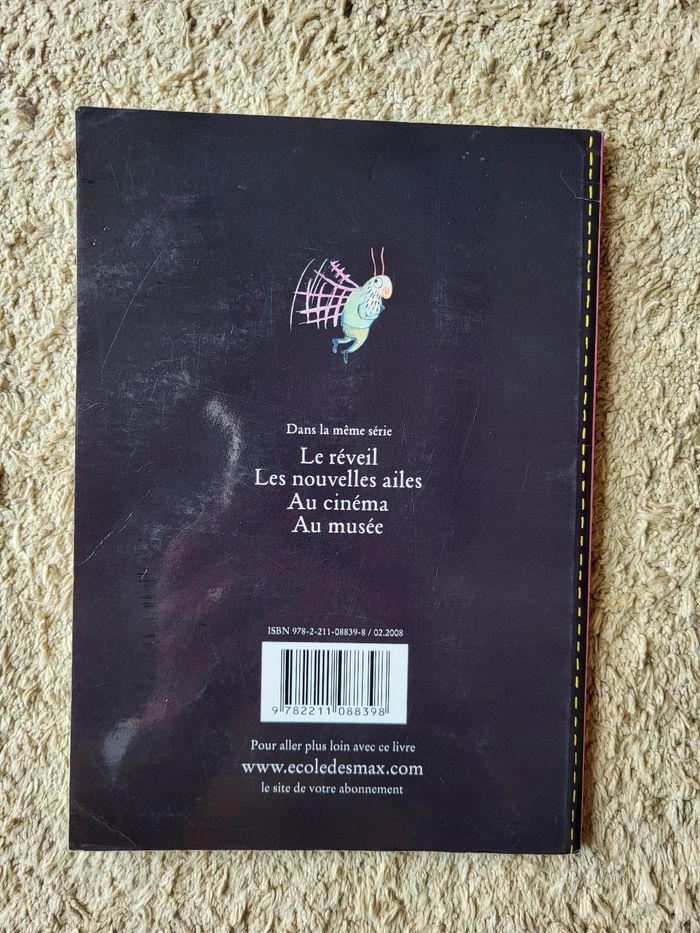 Dans la même série
Le réveil
Les nouvelles ailes
Au cinéma
Au musée
ISBN 978-2-211-08839-8 / 02.2008
9 782211 088398
Pour aller plus loin avec ce livre
www.ecoledesmax.com
le site de votre abonnement